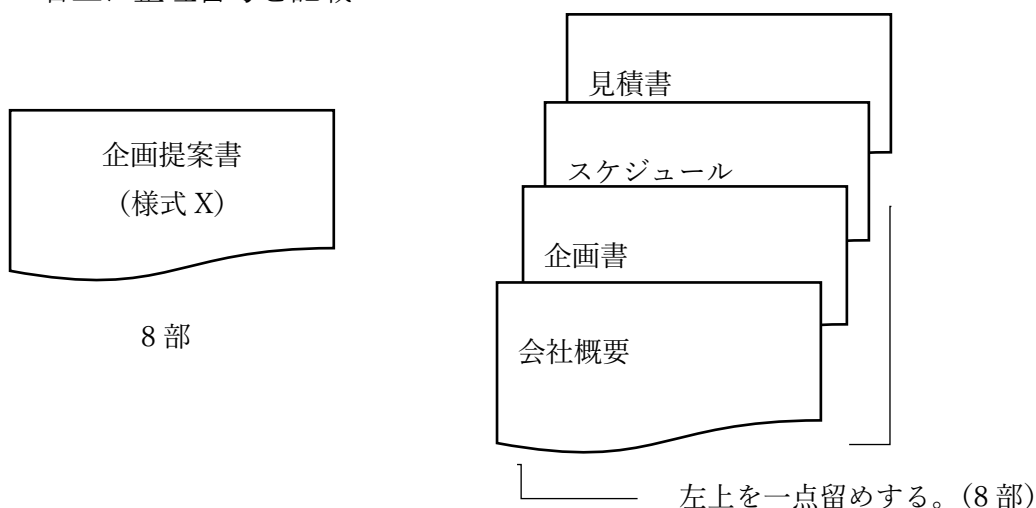 企画提案書
（様式 X）
8 部
見積書
スケジュール
企画書
会社概要
左上を一点留めする。（8 部）